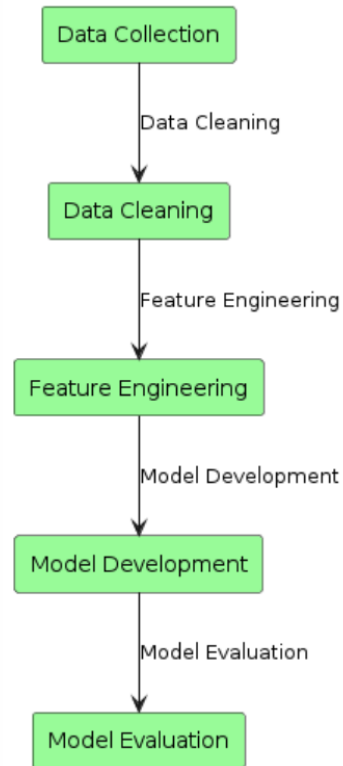 Data Collection
Data Cleaning
Data Cleaning
Feature Engineering
Feature Engineering
Model Development
Model Development
Model Evaluation
Model Evaluation